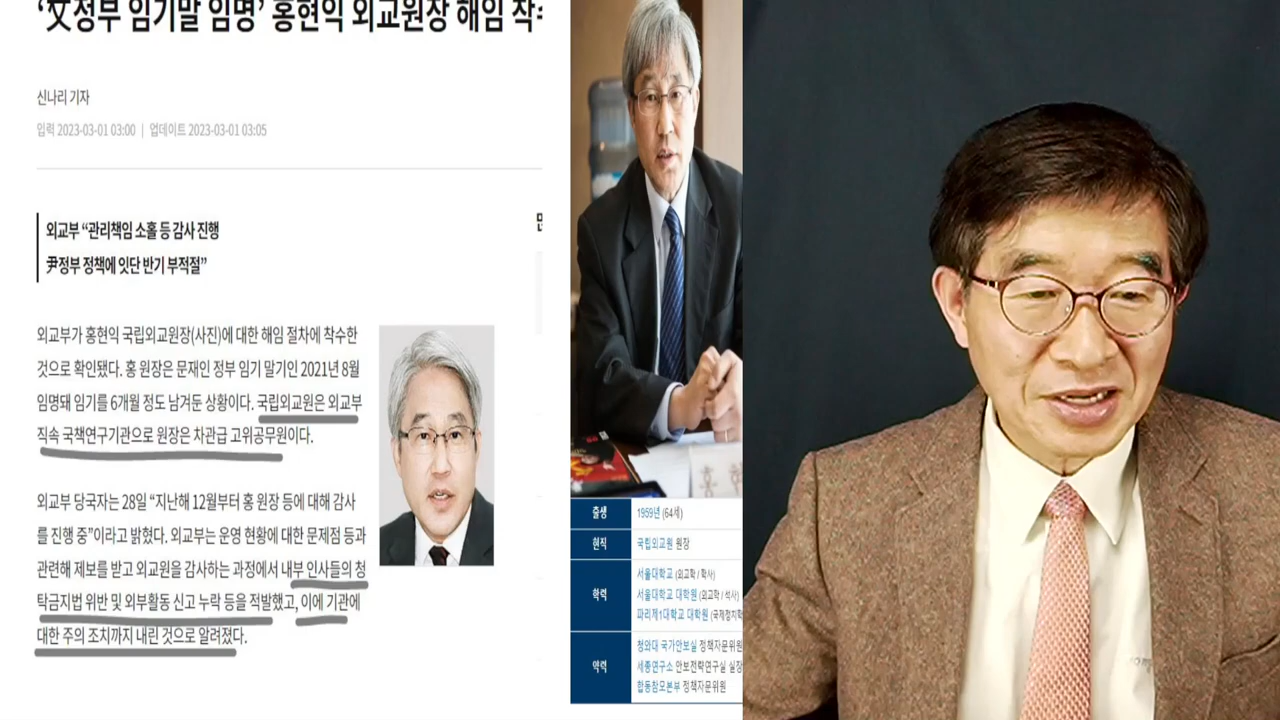 ‘文정부 임기말 임명’ 홍현익 외교원장 해임 착수
신나리 기자
입력 2023-03-01 03:00 | 업데이트 2023-03-01 03:05
외교부 “관리책임 소홀 등 감사 진행
尹정부 정책에 잇단 반기 부적절”
외교부가 홍현익 국립외교원장(사진)에 대한 해임 절차에 착수한
것으로 확인됐다. 홍 원장은 문재인 정부 임기 말기인 2021년 8월
임명돼 임기를 6개월 정도 남겨둔 상황이다. 국립외교원은 외교부
직속 국책연구기관으로 원장은 차관급 고위공무원이다.
외교부 당국자는 28일 “지난해 12월부터 홍 원장 등에 대해 감사
를 진행 중”이라고 밝혔다. 외교부는 운영 현황에 대한 문제점 등과
관련해 제보를 받고 외교원을 감사하는 과정에서 내부 인사들의 청
탁금지법 위반 및 외부활동 신고 누락 등을 적발했고, 이에 기관에
대한 주의 조치까지 내린 것으로 알려졌다.
출생 1959년 (64세)
현직 국립외교원 원장
학력
서울대학교 (외교학 / 학사)
서울대학교 대학원 (외교학 / 석사)
파리제1대학교 대학원 (국제정치학
약력
청와대 국가안보실 정책자문위원
세종연구소 안보전략연구실 실장
합동참모본부 정책자문위원